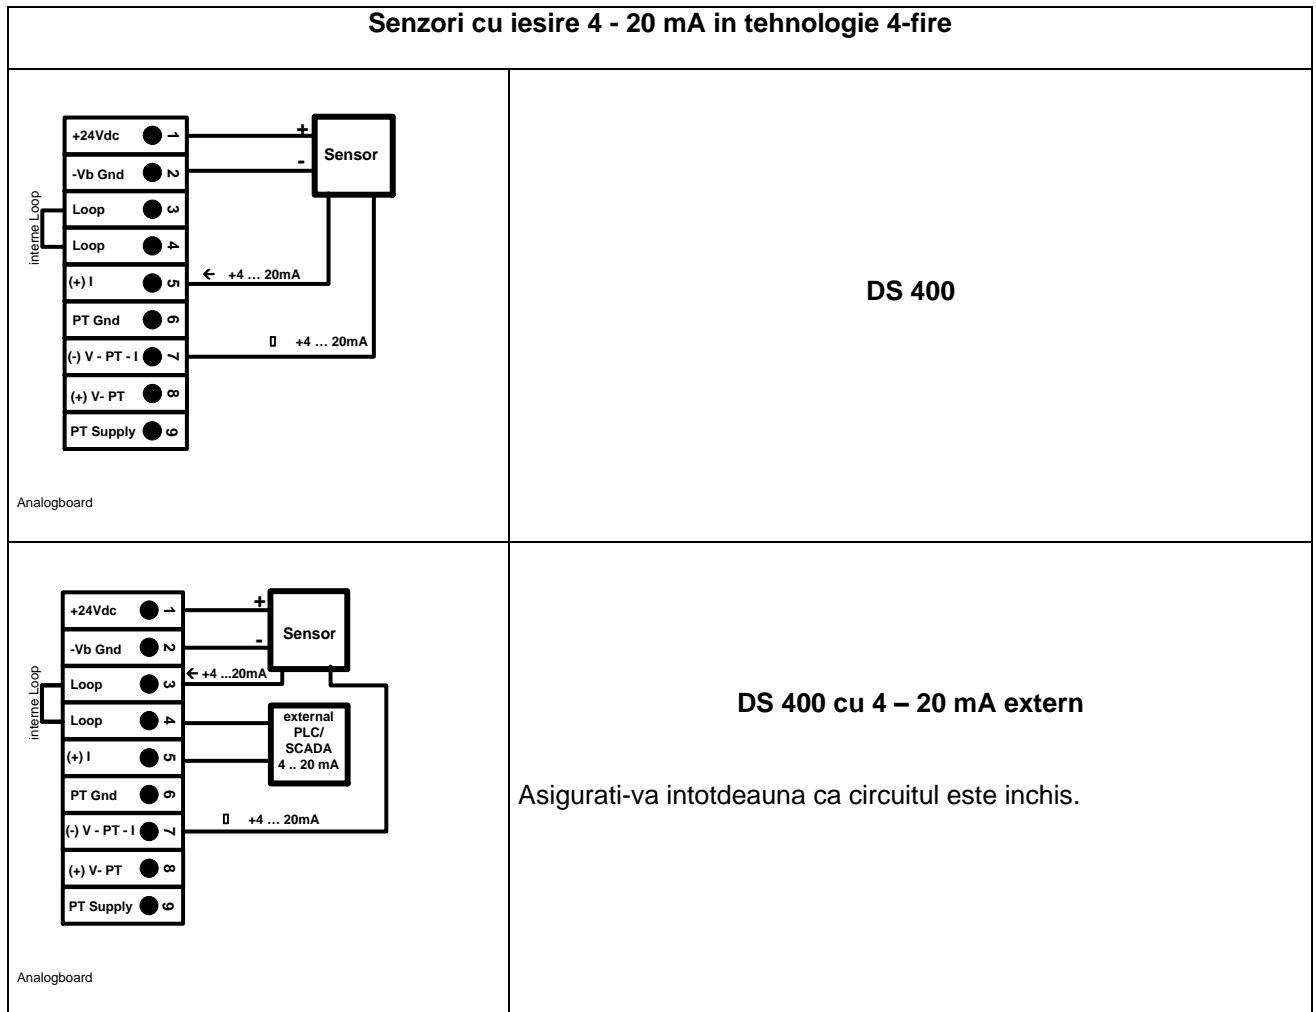 Senzori cu iesire 4 - 20 mA in tehnologie 4-fire
+24Vdc 1
-Vb Gnd 2
Loop 3
Loop 4
(+) I 5
PT Gnd 6
(-) V - PT - I 7
(+) V- PT 8
PT Supply 9
interne Loop
+
-
Sensor
← +4 … 20mA
▯ +4 … 20mA
Analogboard
DS 400
+24Vdc 1
-Vb Gnd 2
Loop 3
Loop 4
(+) I 5
PT Gnd 6
(-) V - PT - I 7
(+) V- PT 8
PT Supply 9
interne Loop
+
-
Sensor
← +4 ...20mA
external
PLC/
SCADA
4 .. 20 mA
▯ +4 … 20mA
Analogboard
DS 400 cu 4 – 20 mA extern
Asigurati-va intotdeauna ca circuitul este inchis.